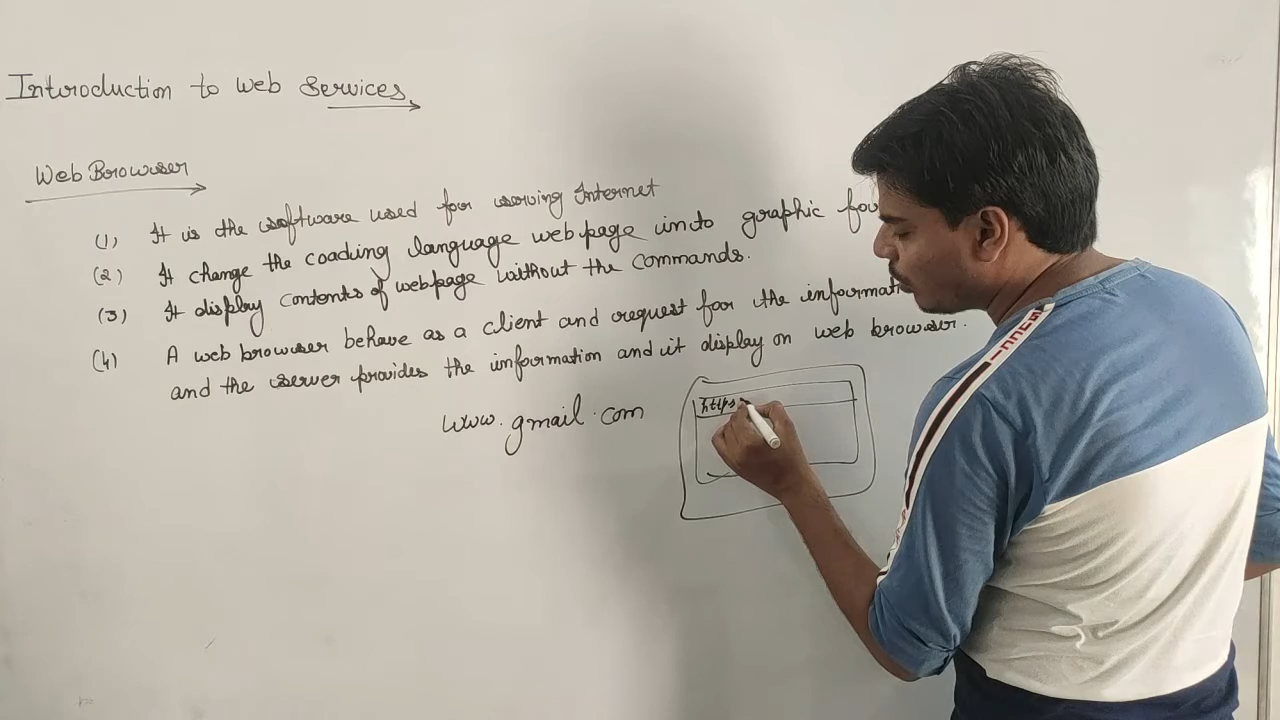 Introduction to Web Services
Web Browser
(1) It is the software used for surving Internet
(2) It change the coading language webpage into graphic
(3) It display contents of webpage without the commands.
(4) A web browser behave as a client and request for the
and the server provides the information and it display on web browser.
www.gmail.com
https